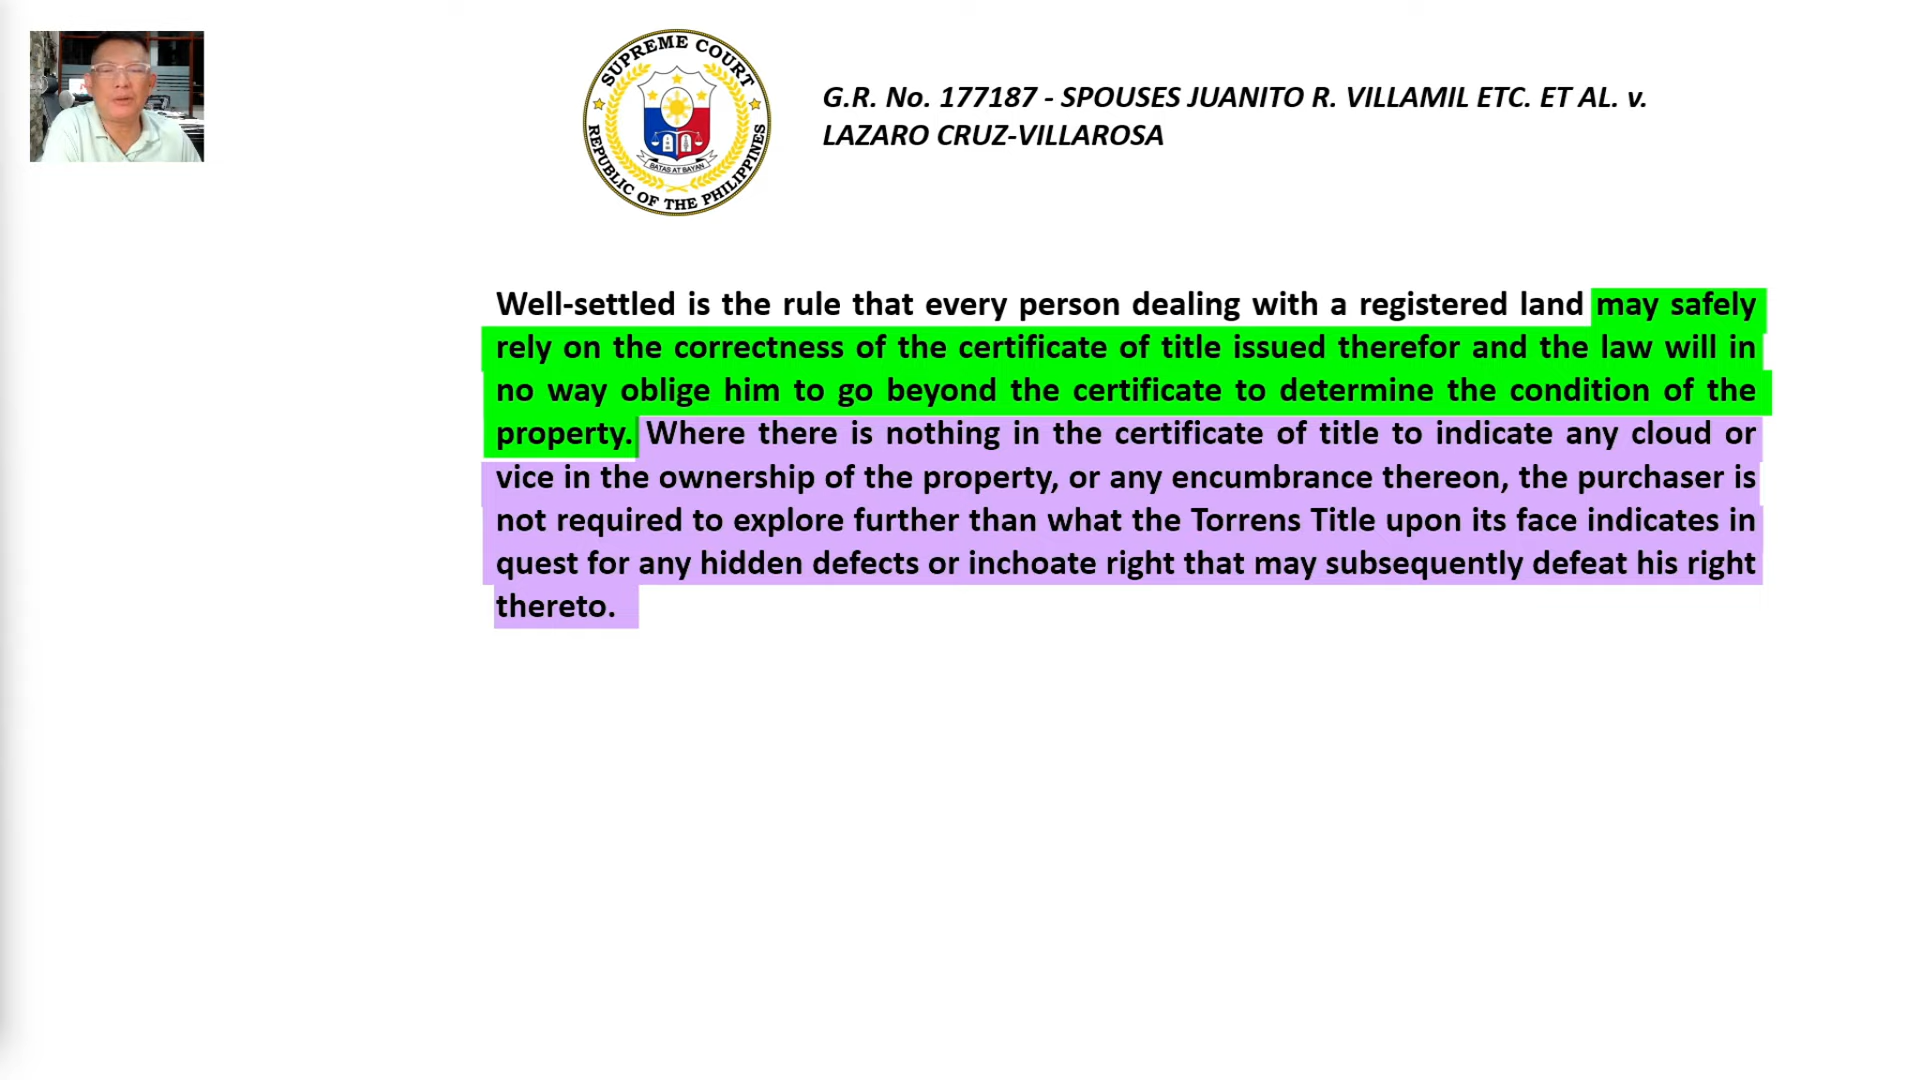 SUPREME COURT
REPUBLIC OF THE PHILIPPINES
BATAS AT BAYAN
G.R. No. 177187 - SPOUSES JUANITO R. VILLAMIL ETC. ET AL. v.
LAZARO CRUZ-VILLAROSA
Well-settled is the rule that every person dealing with a registered land may safely
rely on the correctness of the certificate of title issued therefor and the law will in
no way oblige him to go beyond the certificate to determine the condition of the
property. Where there is nothing in the certificate of title to indicate any cloud or
vice in the ownership of the property, or any encumbrance thereon, the purchaser is
not required to explore further than what the Torrens Title upon its face indicates in
quest for any hidden defects or inchoate right that may subsequently defeat his right
thereto.